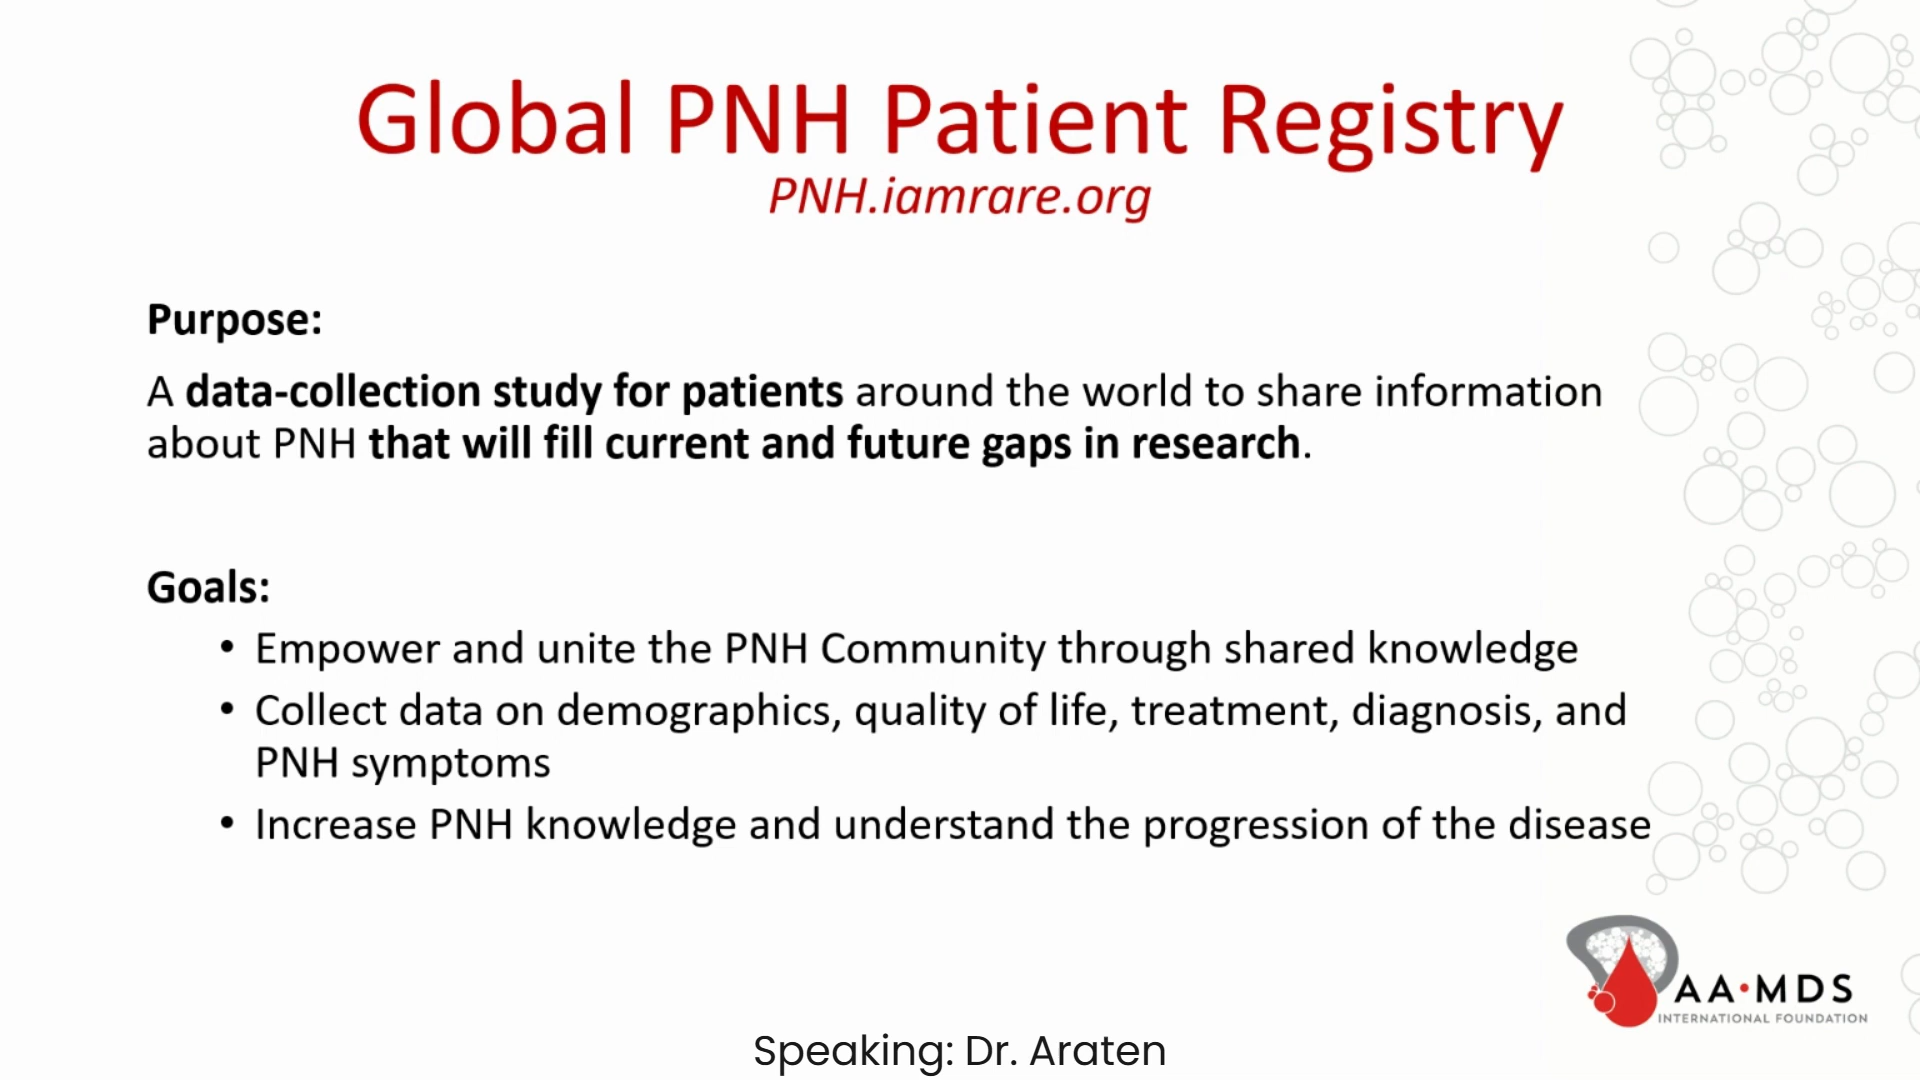 Global PNH Patient Registry
PNH.iamrare.org
Purpose:
A data-collection study for patients around the world to share information
about PNH that will fill current and future gaps in research.
Goals:
• Empower and unite the PNH Community through shared knowledge
• Collect data on demographics, quality of life, treatment, diagnosis, and
PNH symptoms
• Increase PNH knowledge and understand the progression of the disease
AA•MDS
INTERNATIONAL FOUNDATION
Speaking: Dr. Araten